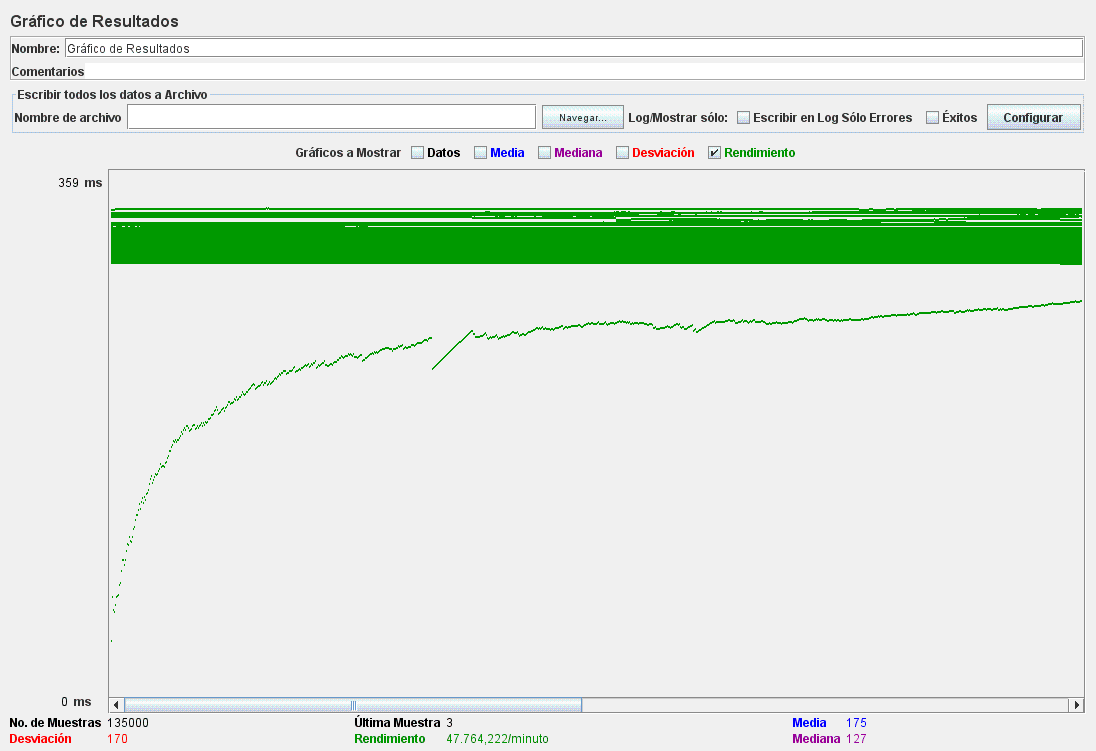 Gráfico de Resultados
Nombre: Gráfico de Resultados
Comentarios
Escribir todos los datos a Archivo
Nombre de archivo Navegar... Log/Mostrar sólo: Escribir en Log Sólo Errores Éxitos Configurar
Gráficos a Mostrar Datos Media Mediana Desviación Rendimiento
359 ms
0 ms
No. de Muestras 135000 Última Muestra 3 Media 175
Desviación 170 Rendimiento 47.764,222/minuto Mediana 127